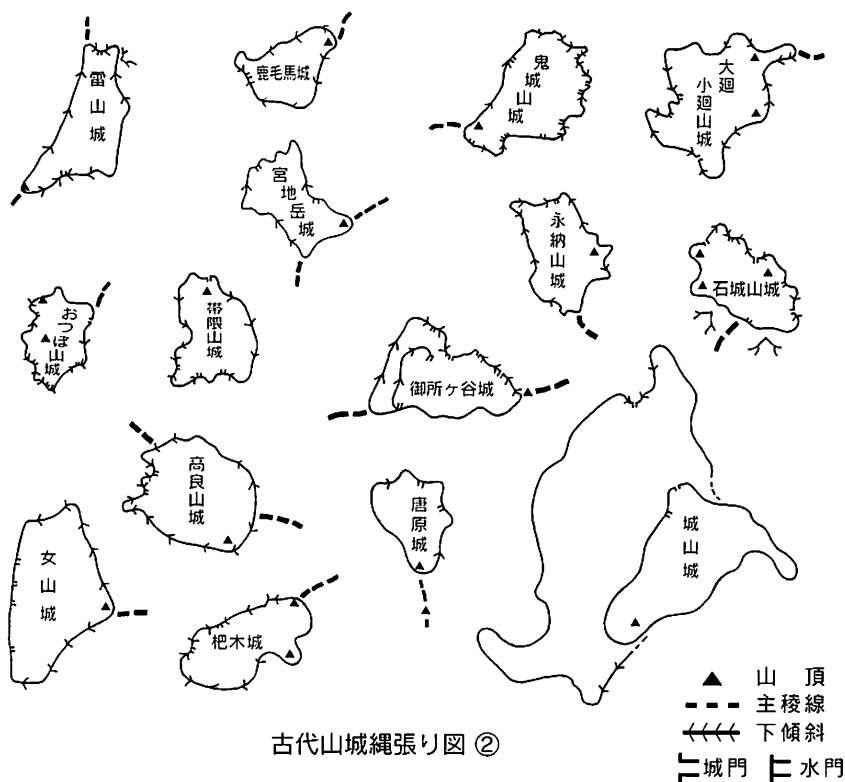 雷山城
鹿毛馬城
鬼城山城
大廻
小廻山城
宮地岳城
永納山城
石城山城
おつぼ山城
帯隈山城
御所ヶ谷城
高良山城
唐原城
城山城
女山城
杷木城
山 頂
主稜線
下傾斜
城門 水門
古代山城縄張り図 ②